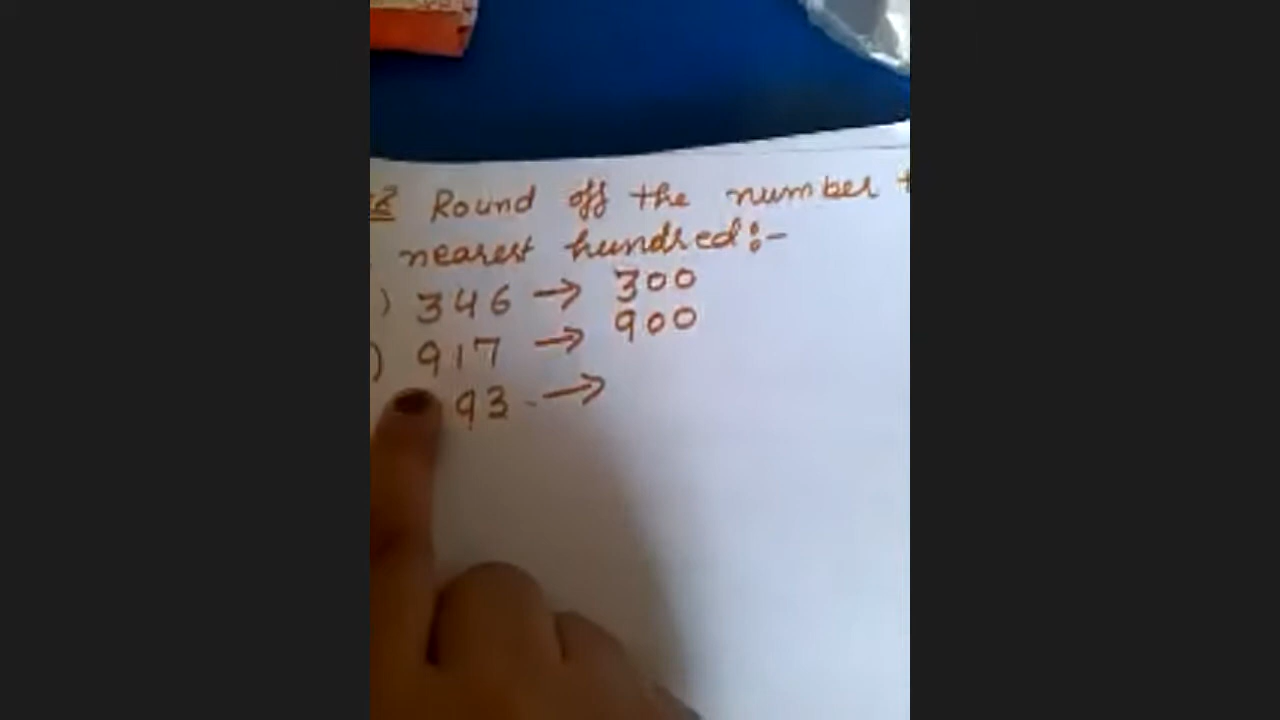 Round off the number
nearest hundred:-
) 346 → 300
) 917 → 900
93 →